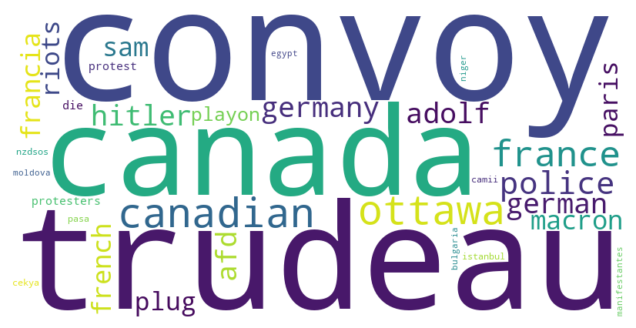 convoy
francia
riots
sam
protest
egypt
niger
paris
die
hitler
playon
germany
adolf
canada
nzdsos
moldova
france
camii
police
protesters
canadian
ottawa
german
macron
pasa
trudeau
french
afd
bulgaria
istanbul
cekya
plug
manifestantes